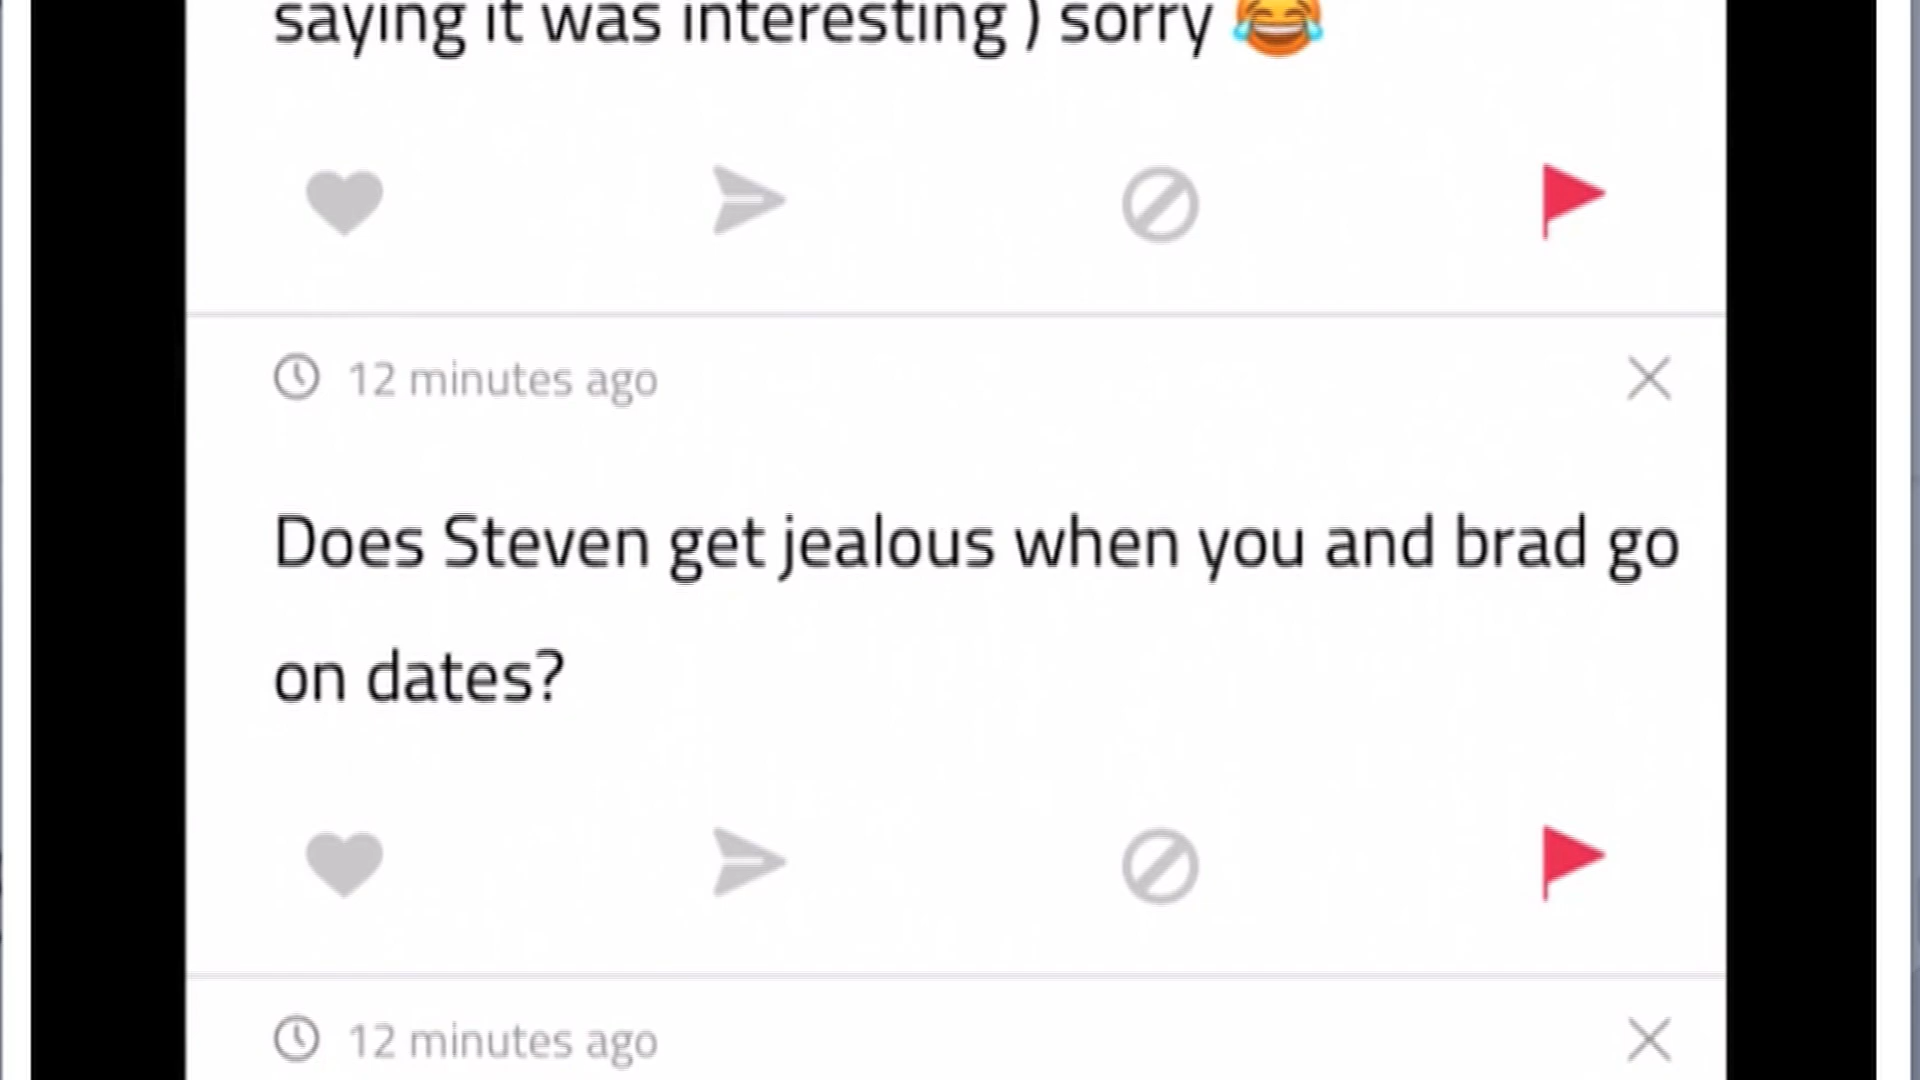 saying it was interesting ) sorry 😂
12 minutes ago
Does Steven get jealous when you and brad go
on dates?
12 minutes ago